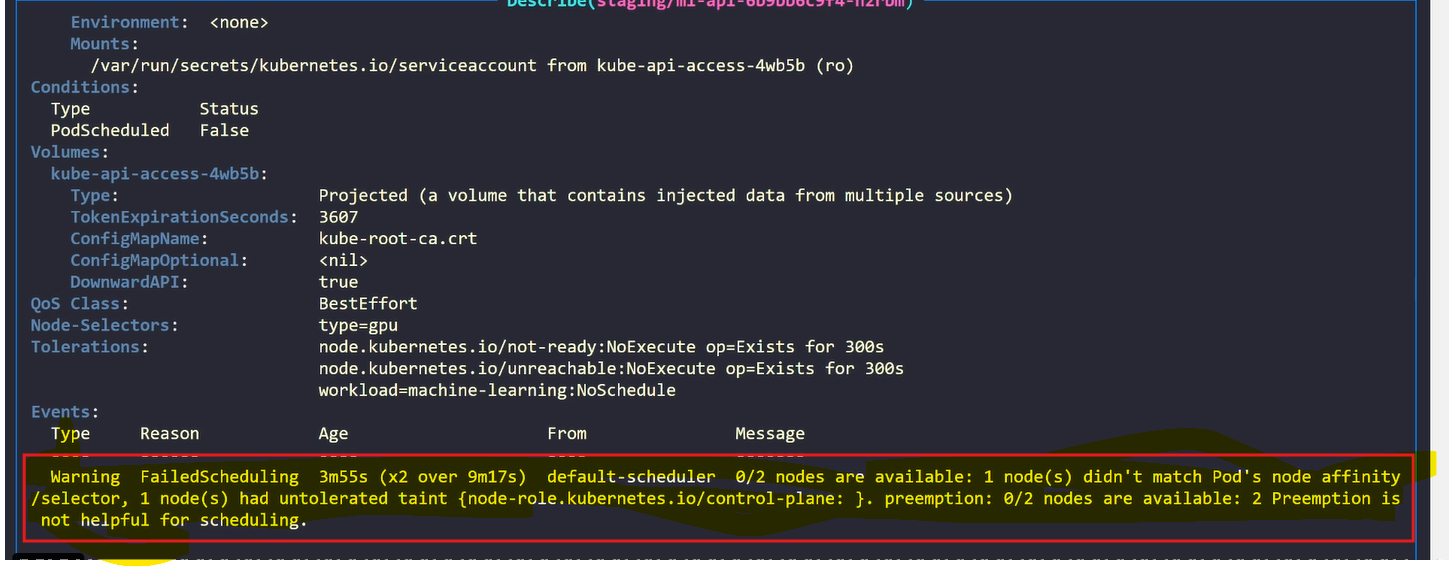 Describe(staging/ml-api-6b9bb6c9f4-h2rbm)
Environment: <none>
Mounts:
/var/run/secrets/kubernetes.io/serviceaccount from kube-api-access-4wb5b (ro)
Conditions:
Type Status
PodScheduled False
Volumes:
kube-api-access-4wb5b:
Type: Projected (a volume that contains injected data from multiple sources)
TokenExpirationSeconds: 3607
ConfigMapName: kube-root-ca.crt
ConfigMapOptional: <nil>
DownwardAPI: true
QoS Class: BestEffort
Node-Selectors: type=gpu
Tolerations: node.kubernetes.io/not-ready:NoExecute op=Exists for 300s
node.kubernetes.io/unreachable:NoExecute op=Exists for 300s
workload=machine-learning:NoSchedule
Events:
Type Reason Age From Message
Warning FailedScheduling 3m55s (x2 over 9m17s) default-scheduler 0/2 nodes are available: 1 node(s) didn't match Pod's node affinity
/selector, 1 node(s) had untolerated taint {node-role.kubernetes.io/control-plane: }. preemption: 0/2 nodes are available: 2 Preemption is
not helpful for scheduling.